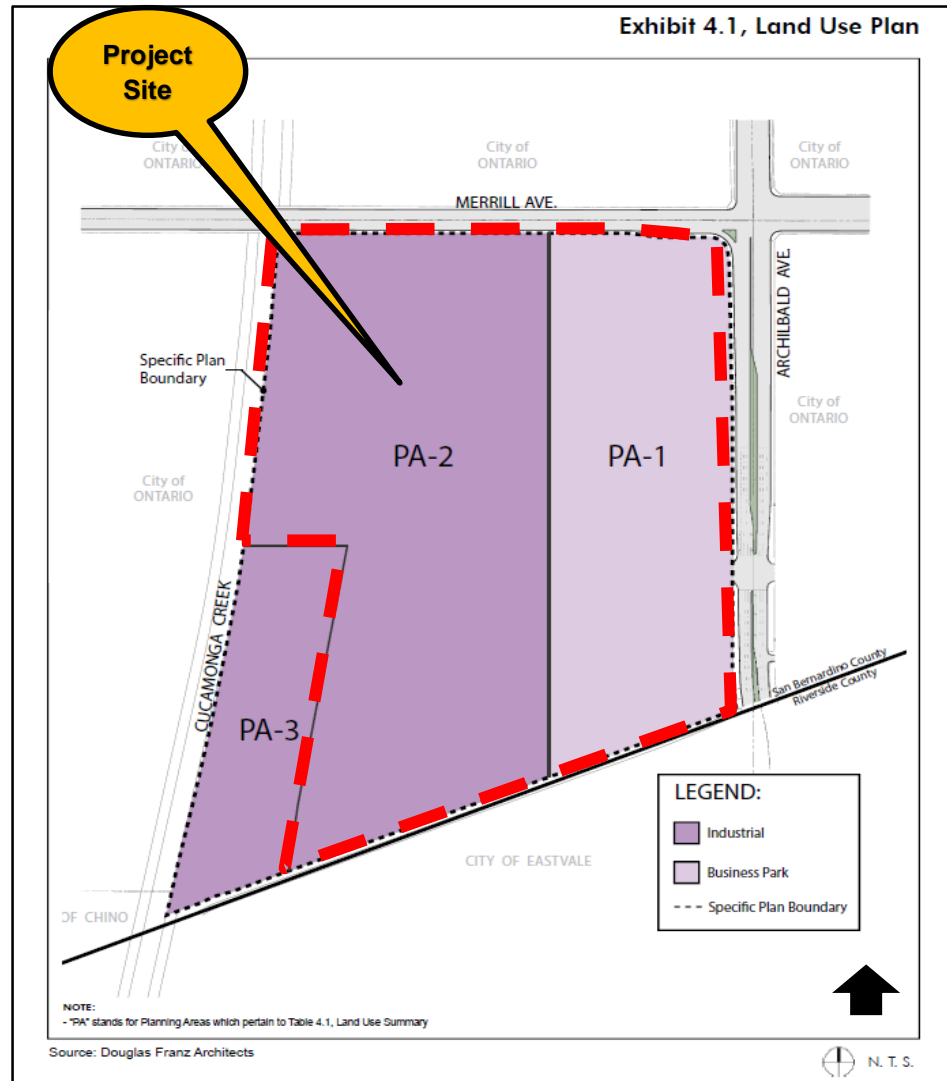 Exhibit 4.1, Land Use Plan
Project
Site
City of
ONTARIO
City of
ONTARIO
City of
ONTARIO
MERRILL AVE.
ARCHILBALD AVE.
Specific Plan
Boundary
City of
ONTARIO
PA-2
PA-1
City of
ONTARIO
CUCAMONGA CREEK
San Bernardino County
Riverside County
PA-3
LEGEND:
Industrial
Business Park
Specific Plan Boundary
CITY OF EASTVALE
OF CHINO
NOTE:
- "PA" stands for Planning Areas which pertain to Table 4.1, Land Use Summary
Source: Douglas Franz Architects
N. T. S.